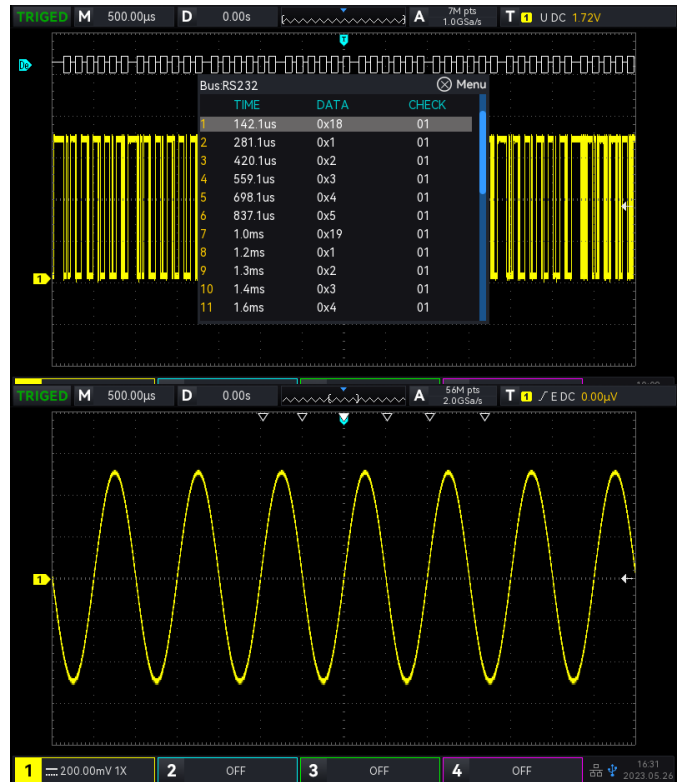 TRIGED M 500.00μs D 0.00s A 7M pts 1.0GSa/s T 1 U DC 1.72V
T
De
Bus:RS232 Menu
TIME DATA CHECK
1 142.1us 0x18 01
2 281.1us 0x1 01
3 420.1us 0x2 01
4 559.1us 0x3 01
5 698.1us 0x4 01
6 837.1us 0x5 01
7 1.0ms 0x19 01
8 1.2ms 0x1 01
9 1.3ms 0x2 01
10 1.4ms 0x3 01
11 1.6ms 0x4 01
1
TRIGED M 500.00μs D 0.00s A 56M pts 2.0GSa/s T 1 E DC 0.00μV
1
1 200.00mV 1X 2 OFF 3 OFF 4 OFF 16:31
2023.05.26